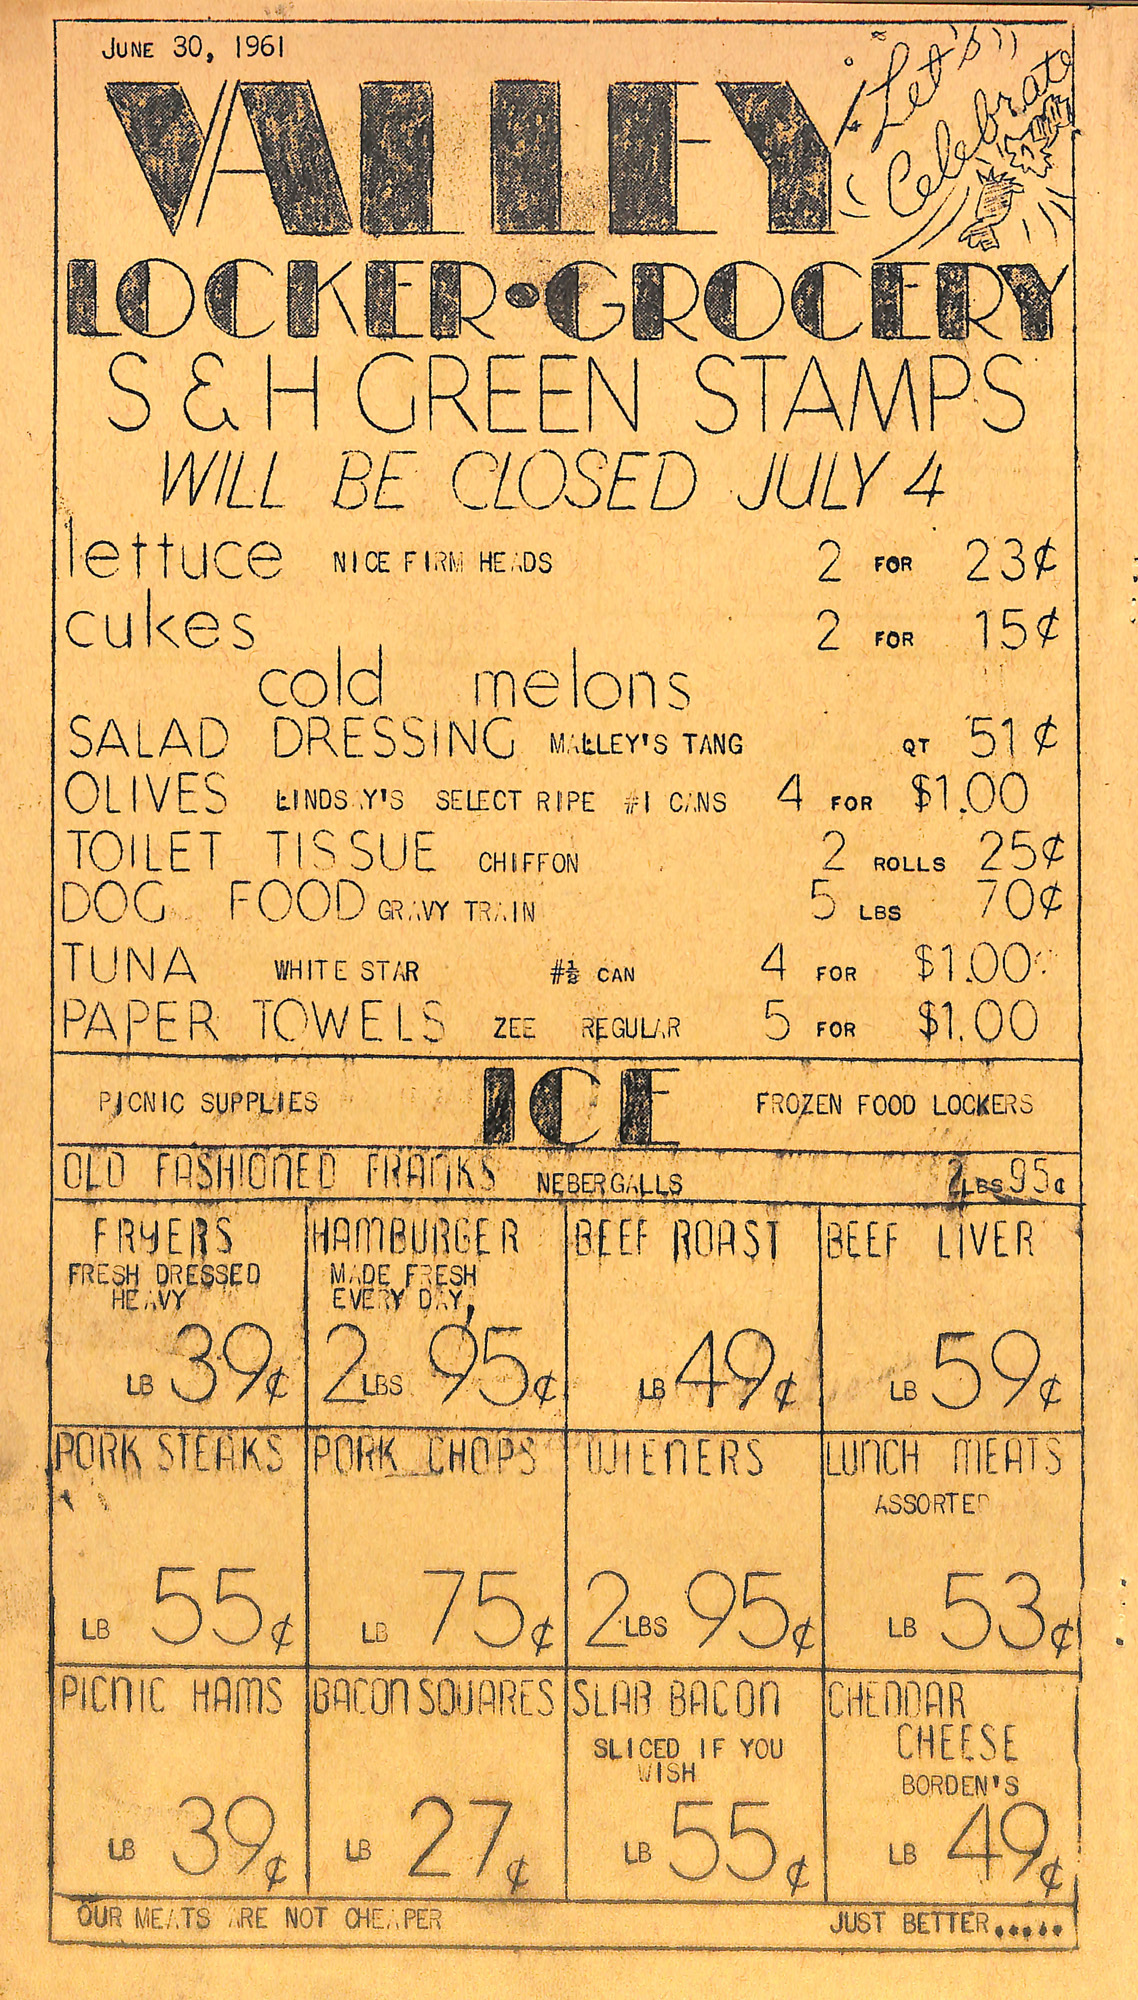 JUNE 30, 1961
"Let's"
Celebrate
VALLEY
LOCKER•GROCERY
S & H GREEN STAMPS
WILL BE CLOSED JULY 4
lettuce NICE FIRM HEADS 2 FOR 23¢
cukes 2 FOR 15¢
cold melons
SALAD DRESSING MALLEY'S TANG QT 51¢
OLIVES LINDSAY'S SELECT RIPE #1 CANS 4 FOR $1.00
TOILET TISSUE CHIFFON 2 ROLLS 25¢
DOG FOOD GRAVY TRAIN 5 LBS 70¢
TUNA WHITE STAR #½ CAN 4 FOR $1.00
PAPER TOWELS ZEE REGULAR 5 FOR $1.00
PICNIC SUPPLIES ICE FROZEN FOOD LOCKERS
OLD FASHIONED FRANKS NEBERGALLS 2 LBS 95¢
FRYERS
FRESH DRESSED
HEAVY
LB 39¢
HAMBURGER
MADE FRESH
EVERY DAY,
2 LBS 95¢
BEEF ROAST
LB 49¢
BEEF LIVER
LB 59¢
PORK STEAKS
LB 55¢
PORK CHOPS
LB 75¢
WIENERS
2 LBS 95¢
LUNCH MEATS
ASSORTED
LB 53¢
PICNIC HAMS
LB 39¢
BACON SQUARES
LB 27¢
SLAB BACON
SLICED IF YOU
WISH
LB 55¢
CHEDDAR
CHEESE
BORDEN'S
LB 49¢
OUR MEATS ARE NOT CHEAPER JUST BETTER.....